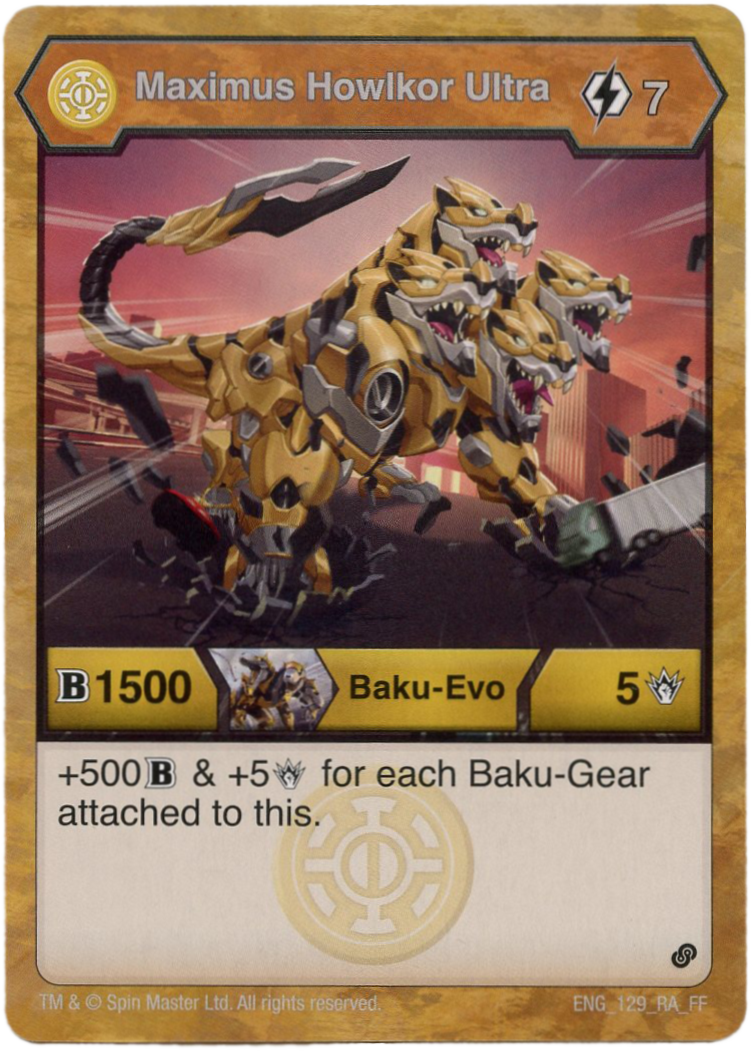 Maximus Howlkor Ultra 7
B 1500 Baku-Evo 5
+500B & +5 for each Baku-Gear
attached to this.
TM & © Spin Master Ltd. All rights reserved. ENG_129_RA_FF